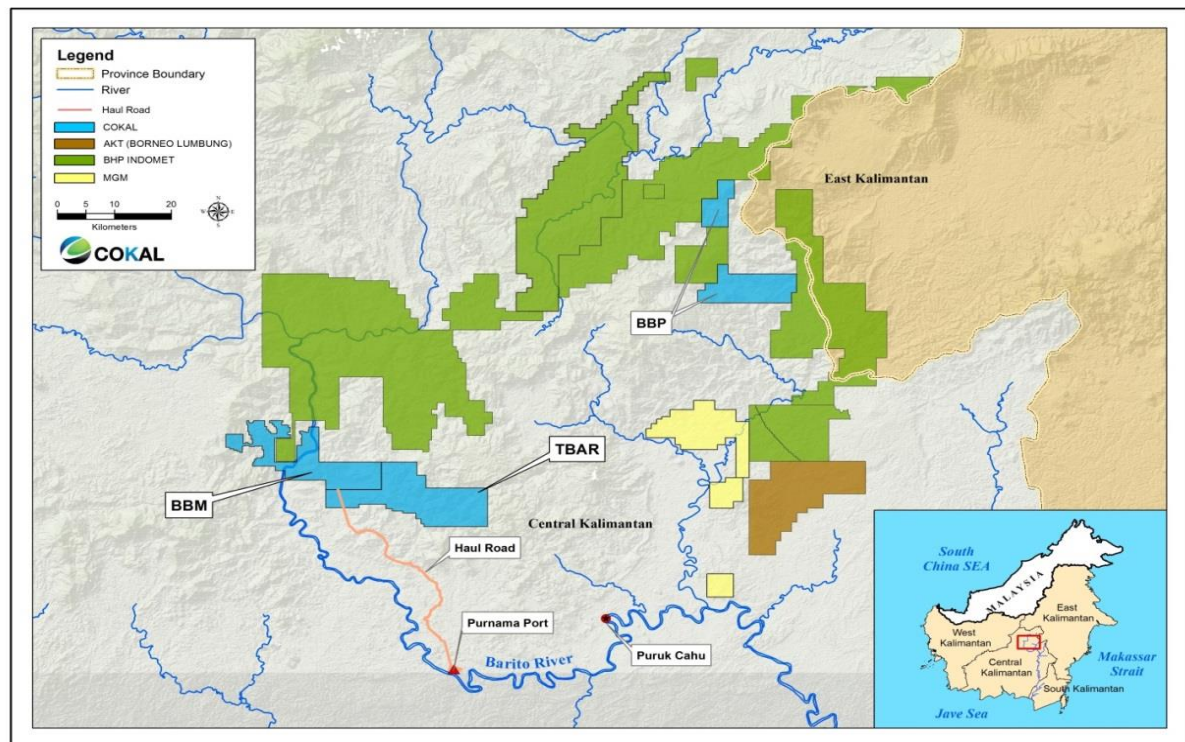 Legend
Province Boundary
River
Haul Road
COKAL
AKT (BORNEO LUMBUNG)
BHP INDOMET
MGM
0 5 10 20
Kilometers
N
W E
S
COKAL
East Kalimantan
BBP
TBAR
BBM
Central Kalimantan
Haul Road
Purnama Port
Barito River
Puruk Cahu
South
China SEA
MALAYSIA
East
Kalimantan
West
Kalimantan
Central
Kalimantan
Makassar
Strait
South Kalimantan
Jave Sea